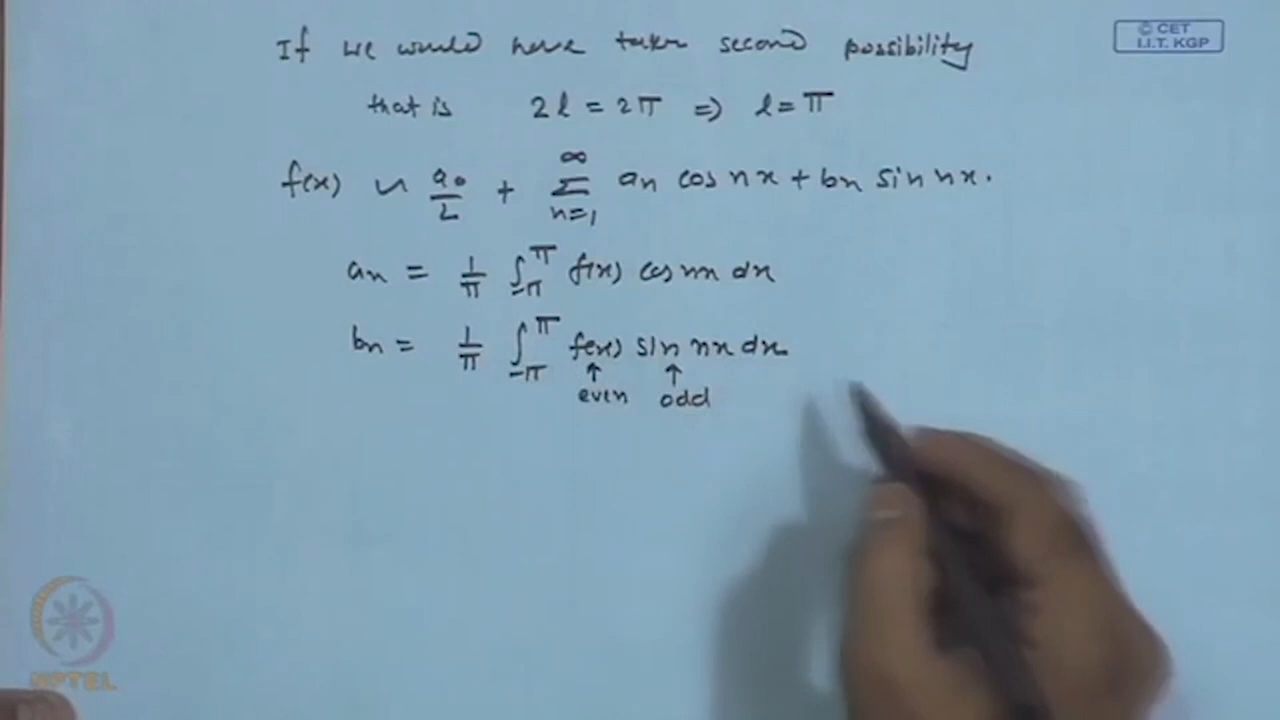 © CET
I.I.T. KGP
If we would have taken second possibility
that is 2l = 2π ⇒ l = π
f(x) ~ a₀/2 + ∑_{n=1}^{∞} an cos nx + bn sin nx.
an = 1/π ∫_{-π}^{π} f(x) cos nx dx
bn = 1/π ∫_{-π}^{π} f(x) sin nx dx
↑ ↑
even odd
NPTEL